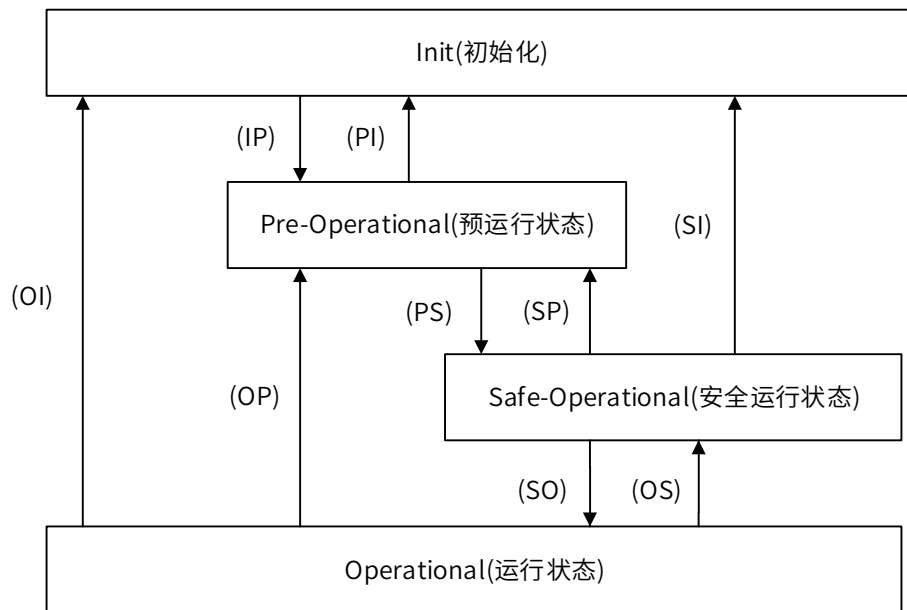 Init(初始化)
(IP)
(PI)
Pre-Operational(预运行状态)
(SI)
(OI)
(PS)
(SP)
(OP)
Safe-Operational(安全运行状态)
(SO)
(OS)
Operational(运行状态)